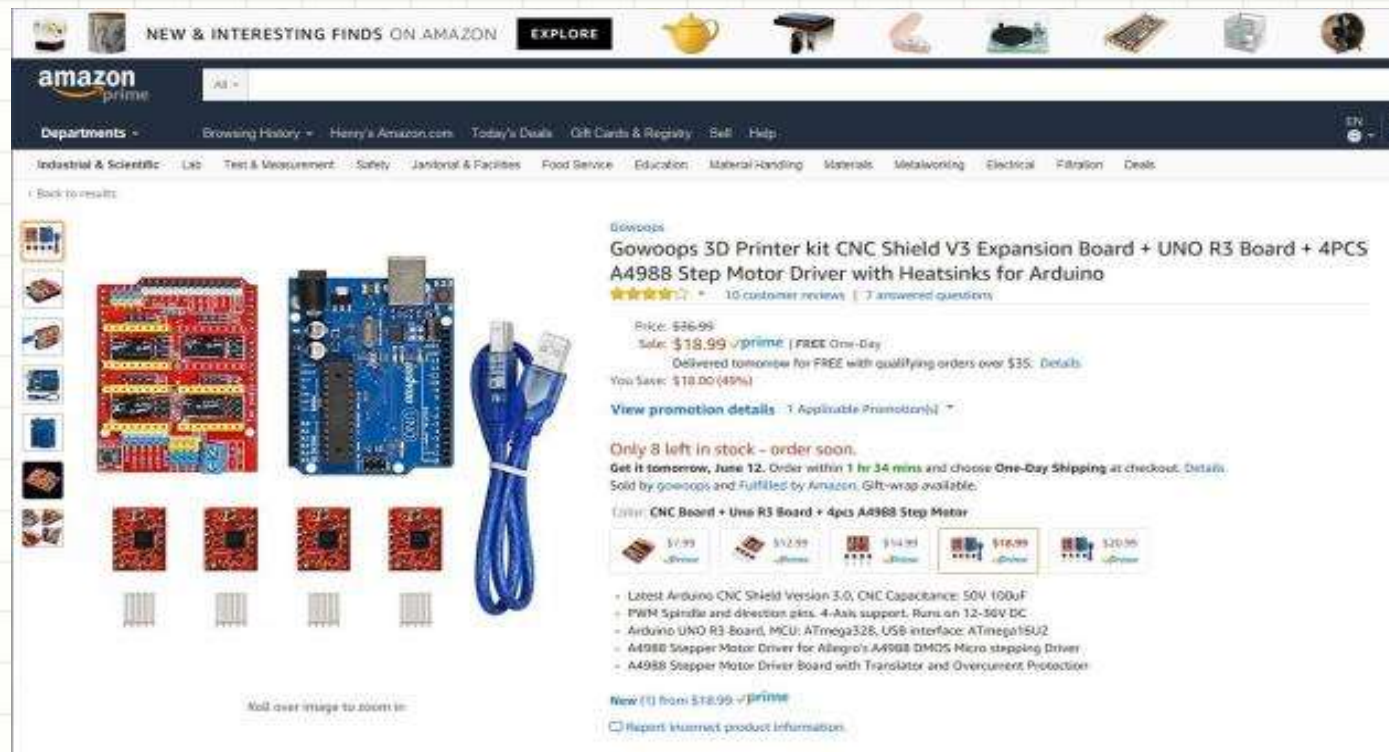 NEW & INTERESTING FINDS ON AMAZON EXPLORE
amazon
prime
All
Departments
Browsing History Henry's Amazon.com Today's Deals Gift Cards & Registry Sell Help
EN
Industrial & Scientific Lab Test & Measurement Safety Janitorial & Facilities Food Service Education Material Handling Materials Metalworking Electrical Filtration Deals
‹ Back to results
Gowoops
Gowoops 3D Printer kit CNC Shield V3 Expansion Board + UNO R3 Board + 4PCS
A4988 Step Motor Driver with Heatsinks for Arduino
10 customer reviews | 7 answered questions
Price: $36.99
Sale: $18.99 prime | FREE One-Day
Delivered tomorrow for FREE with qualifying orders over $35. Details
You Save: $18.00 (49%)
View promotion details 1 Applicable Promotion(s)
Only 8 left in stock - order soon.
Get it tomorrow, June 12. Order within 1 hr 34 mins and choose One-Day Shipping at checkout. Details
Sold by gowoops and Fulfilled by Amazon. Gift-wrap available.
Color: CNC Board + Uno R3 Board + 4pcs A4988 Step Motor
$7.99 $12.99 $14.99 $18.99 $20.99
prime prime prime prime prime
- Latest Arduino CNC Shield Version 3.0, CNC Capacitance: 50V 100uF
- PWM Spindle and direction pins. 4-Axis support. Runs on 12-36V DC
- Arduino UNO R3 Board, MCU: ATmega328, USB interface: ATmega16U2
- A4988 Stepper Motor Driver for Allegro's A4988 DMOS Micro stepping Driver
- A4988 Stepper Motor Driver Board with Translator and Overcurrent Protection
New (1) from $18.99 prime
Report incorrect product information.
Roll over image to zoom in
UNO